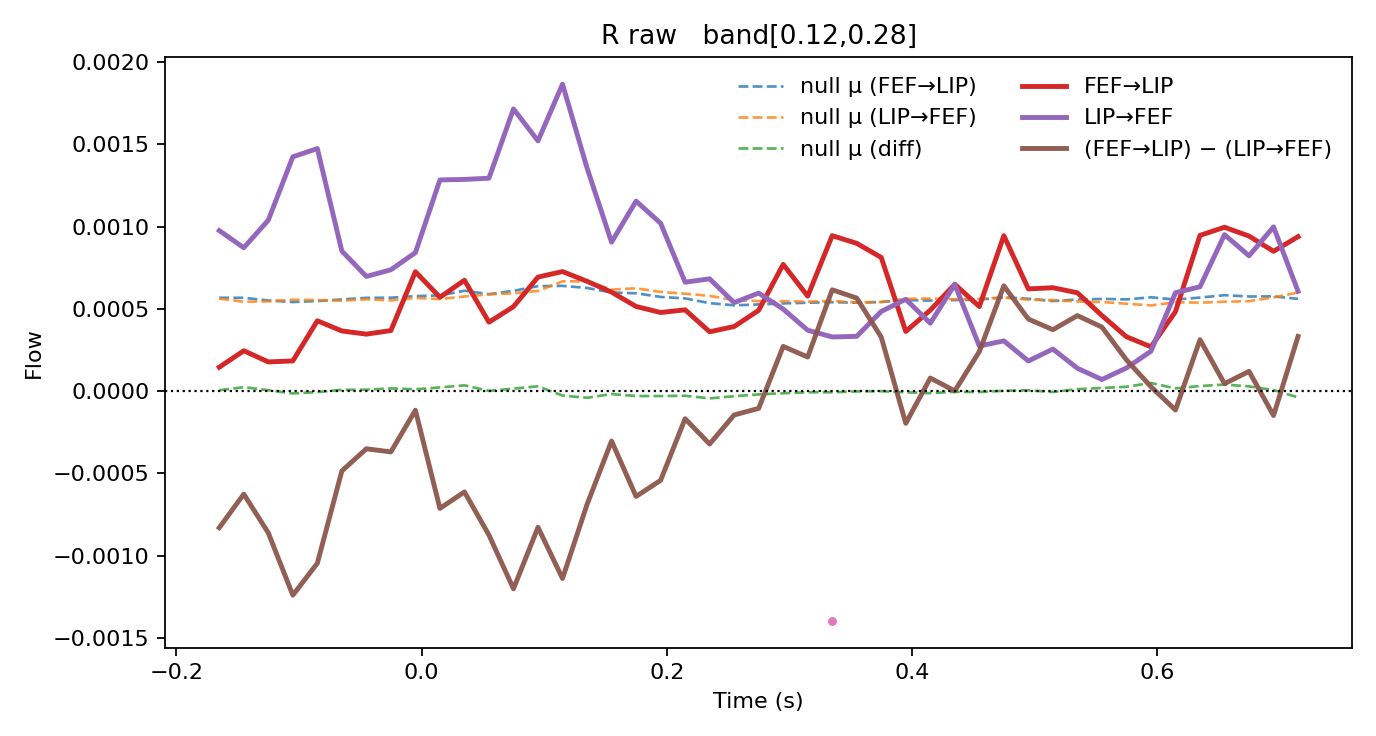 R raw   band[0.12,0.28]
0.0020
0.0015
0.0010
0.0005
0.0000
−0.0005
−0.0010
−0.0015
Flow
null μ (FEF→LIP)
null μ (LIP→FEF)
null μ (diff)
FEF→LIP
LIP→FEF
(FEF→LIP) − (LIP→FEF)
−0.2
0.0
0.2
0.4
0.6
Time (s)